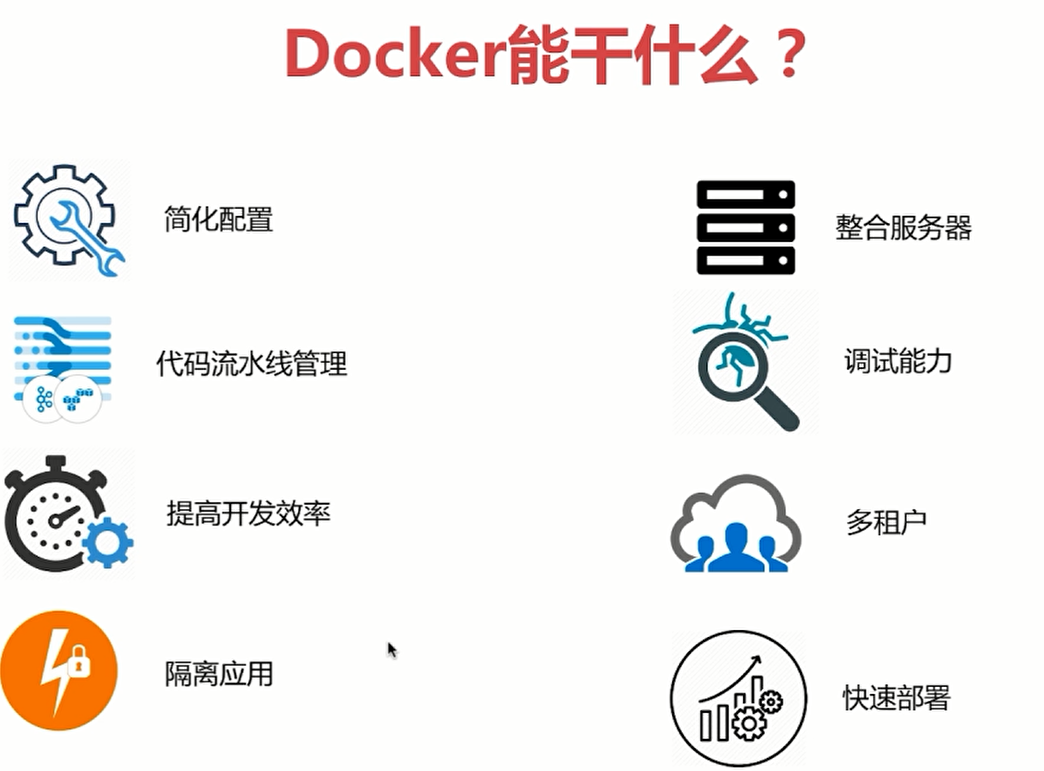 Docker能干什么？
简化配置
整合服务器
代码流水线管理
调试能力
提高开发效率
多租户
隔离应用
快速部署